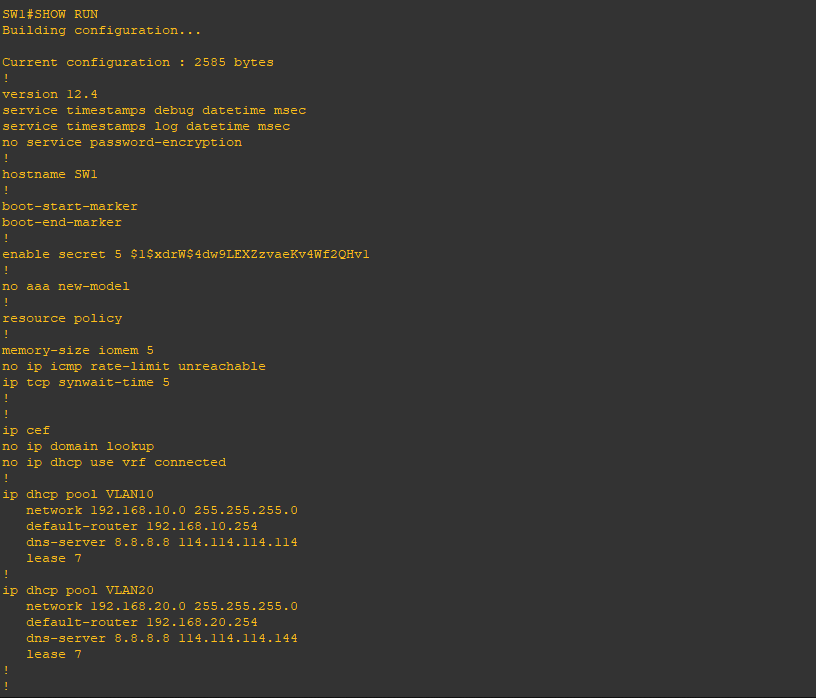 SW1#SHOW RUN
Building configuration...
Current configuration : 2585 bytes
!
version 12.4
service timestamps debug datetime msec
service timestamps log datetime msec
no service password-encryption
!
hostname SW1
!
boot-start-marker
boot-end-marker
!
enable secret 5 $1$xdrW$4dw9LEXZzvaeKv4Wf2QHv1
!
no aaa new-model
!
resource policy
!
memory-size iomem 5
no ip icmp rate-limit unreachable
ip tcp synwait-time 5
!
!
ip cef
no ip domain lookup
no ip dhcp use vrf connected
!
ip dhcp pool VLAN10
   network 192.168.10.0 255.255.255.0
   default-router 192.168.10.254
   dns-server 8.8.8.8 114.114.114.114
   lease 7
!
ip dhcp pool VLAN20
   network 192.168.20.0 255.255.255.0
   default-router 192.168.20.254
   dns-server 8.8.8.8 114.114.114.144
   lease 7
!
!